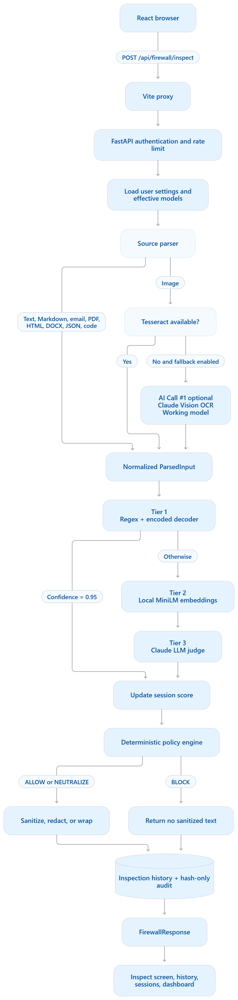 React browser
POST /api/firewall/inspect
Vite proxy
FastAPI authentication and rate
limit
Load user settings and
effective models
Source parser
Image
Text, Markdown, email, PDF,
HTML, DOCX, JSON, code
Tesseract available?
Yes
No and fallback enabled
AI Call #1 optional
Claude Vision OCR
Working model
Normalized ParsedInput
Tier 1
Regex + encoded decoder
Otherwise
Confidence = 0.95
Tier 2
Local MiniLM embeddings
Tier 3
Claude LLM judge
Update session score
Deterministic policy engine
ALLOW or NEUTRALIZE
BLOCK
Sanitize, redact, or wrap
Return no sanitized text
Inspection history + hash-only
audit
FirewallResponse
Inspect screen, history,
sessions, dashboard